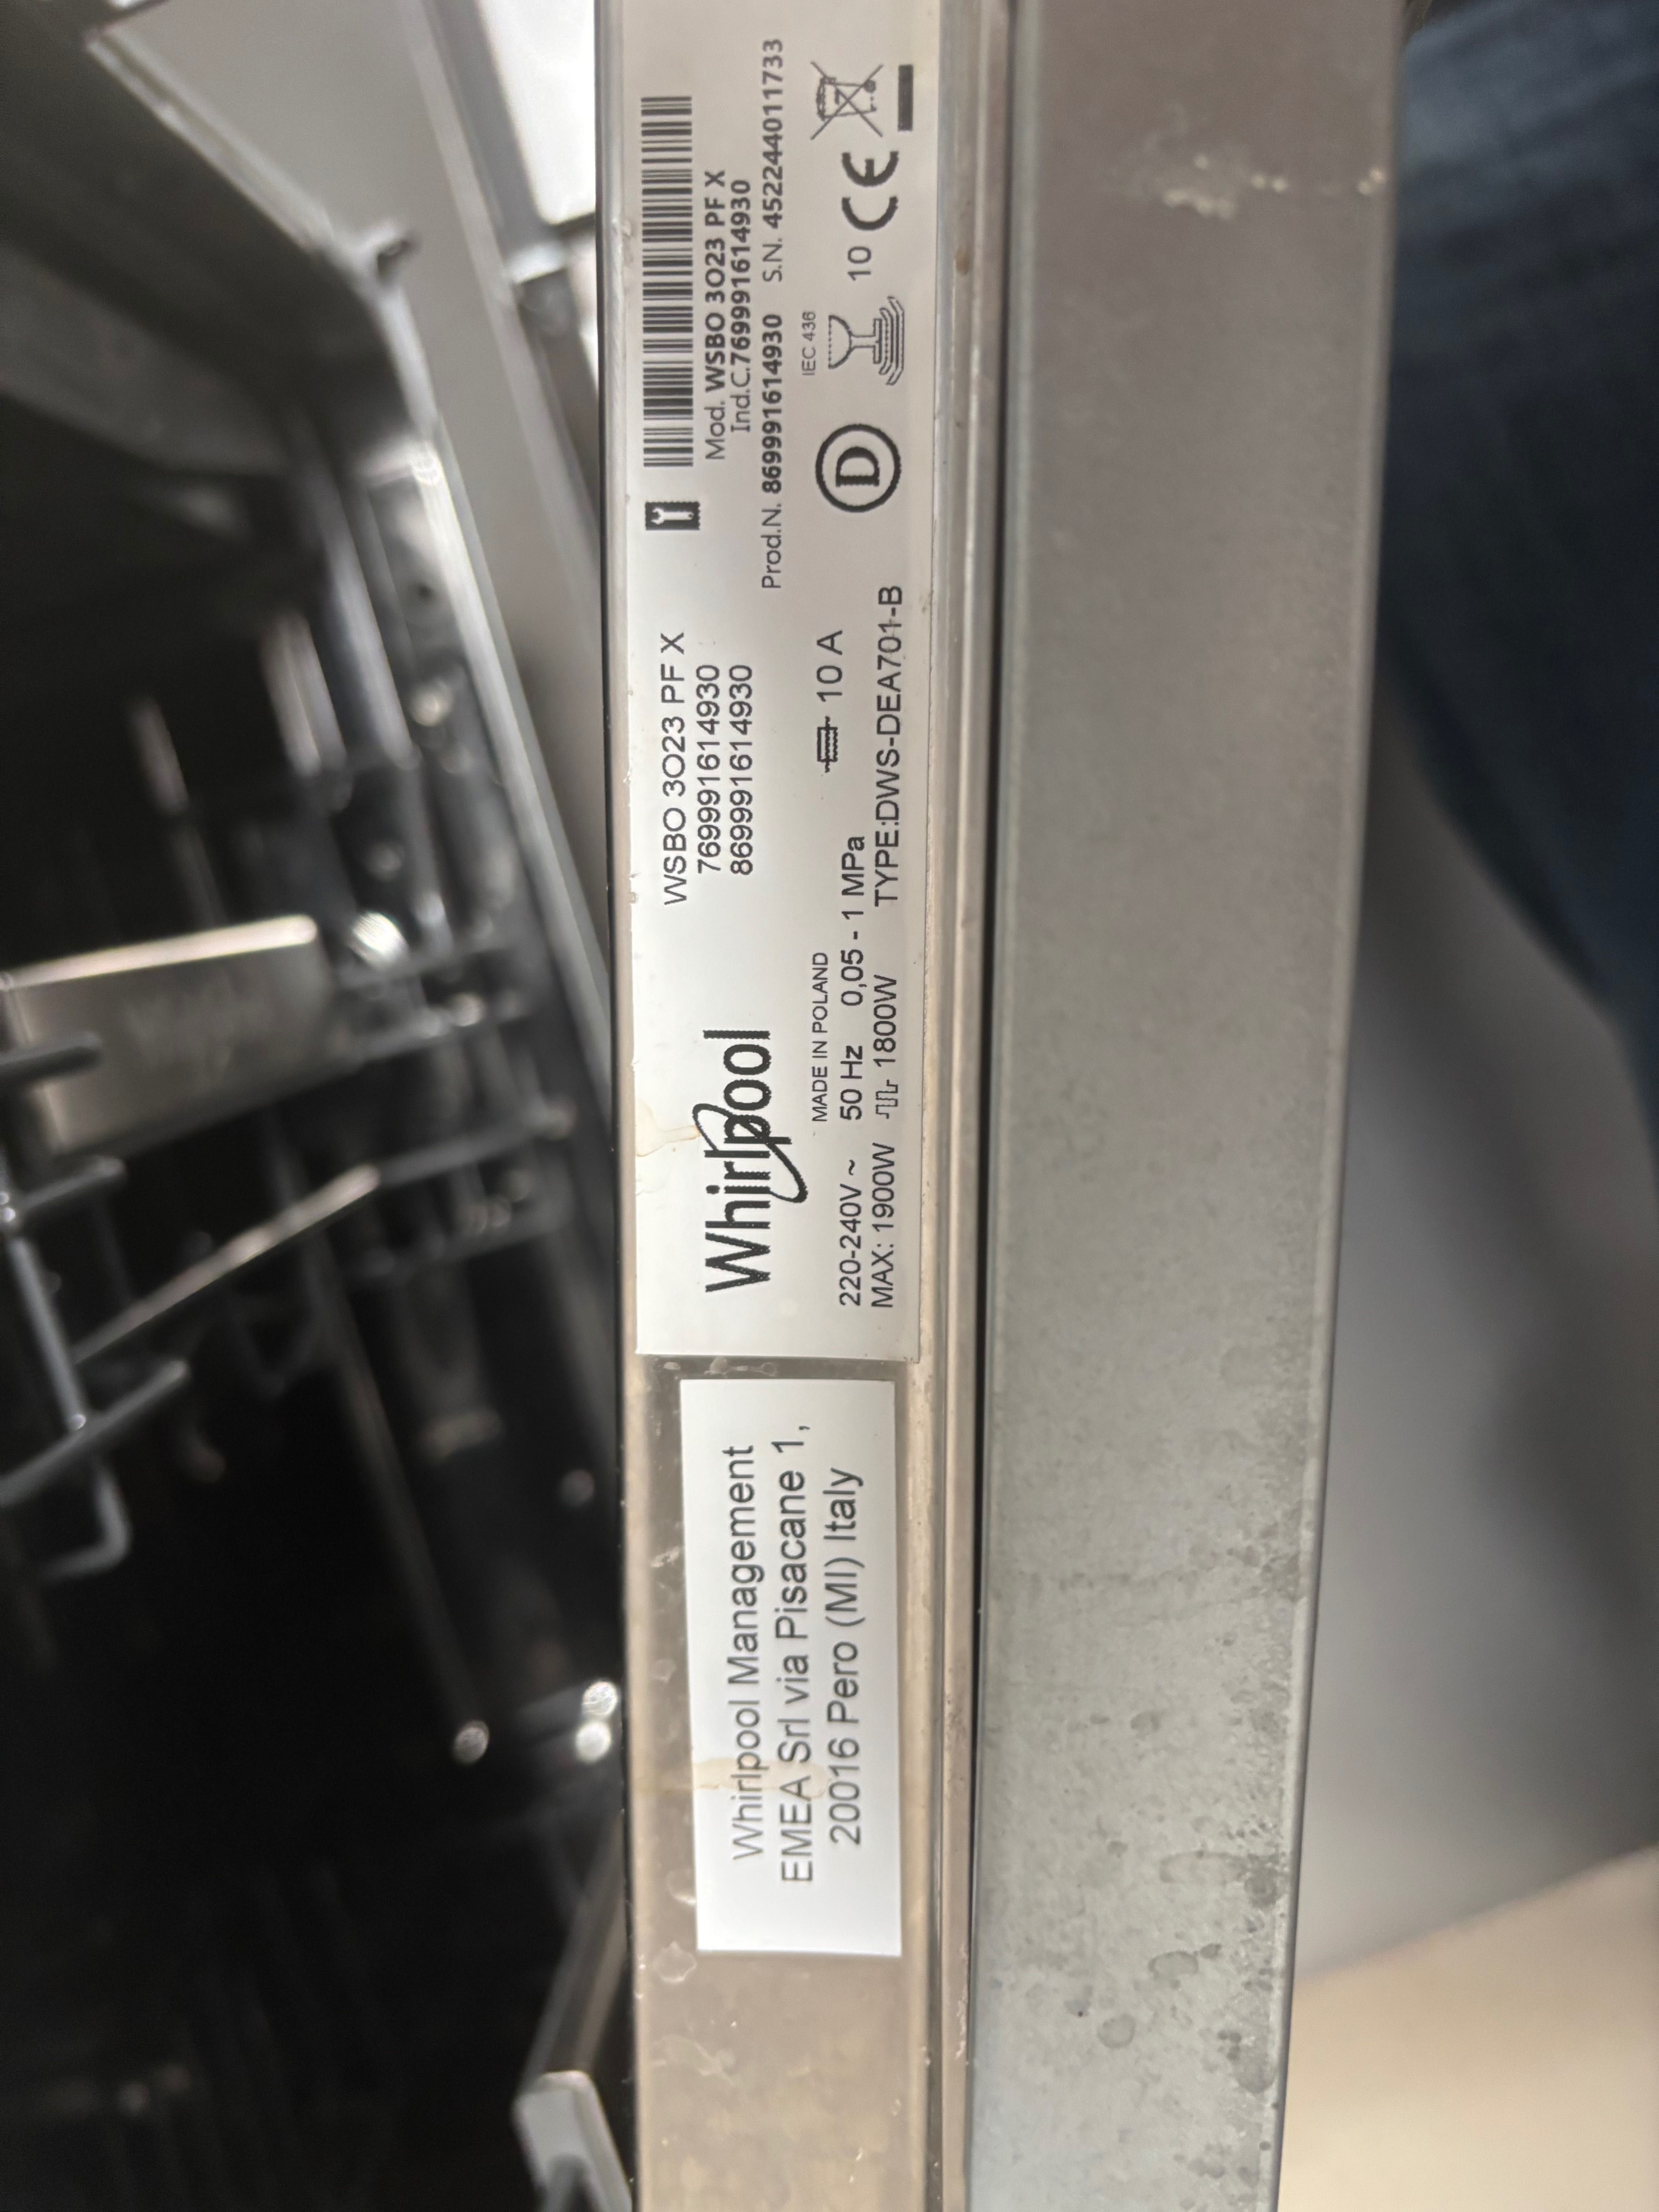 Whirlpool Management
EMEA Srl via Pisacane 1,
20016 Pero (MI) Italy
Whirlpool
WSBO 3O23 PF X
769991614930
869991614930
MADE IN POLAND
220-240V ~ 50 Hz 0,05 - 1 MPa
10 A
MAX: 1900W 1800W TYPE:DWS-DEA701-B
Mod. WSBO 3O23 PF X
Ind.C.769991614930
Prod.N. 869991614930 S.N. 452244011733
IEC 436
D
10
CE